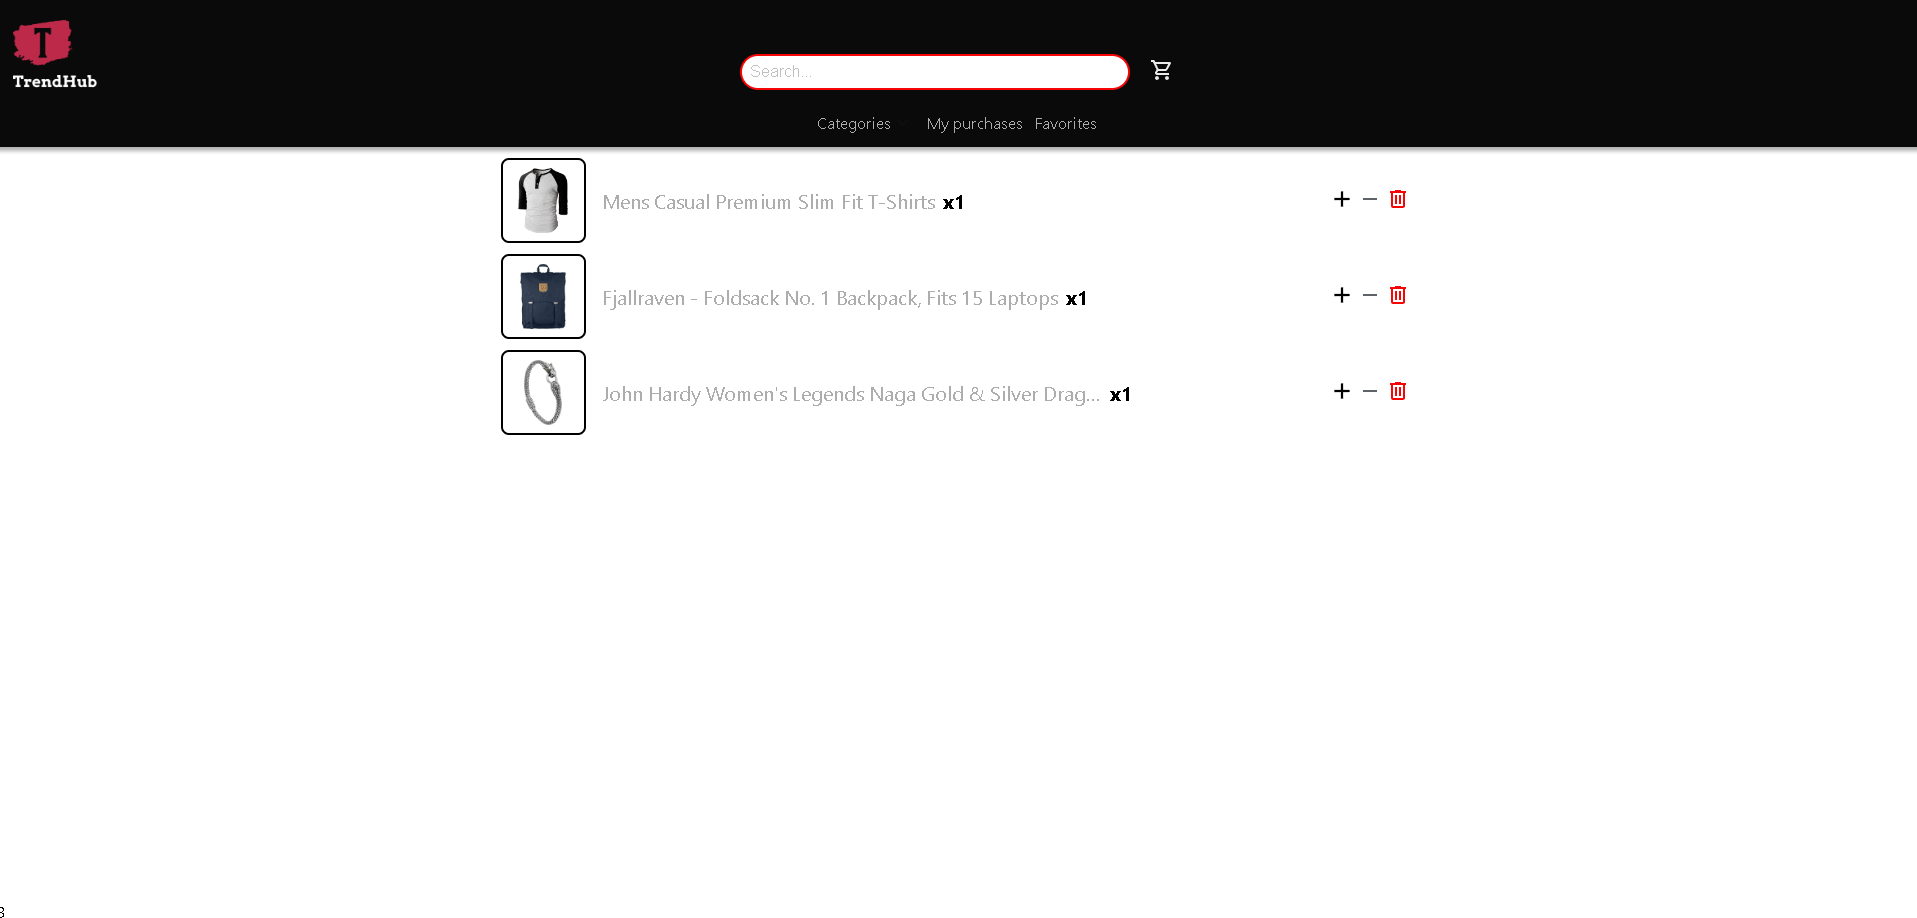 T
TrendHub
Search...
Categories
My purchases
Favorites
Mens Casual Premium Slim Fit T-Shirts x1
Fjallraven - Foldsack No. 1 Backpack, Fits 15 Laptops x1
John Hardy Women's Legends Naga Gold & Silver Drag... x1